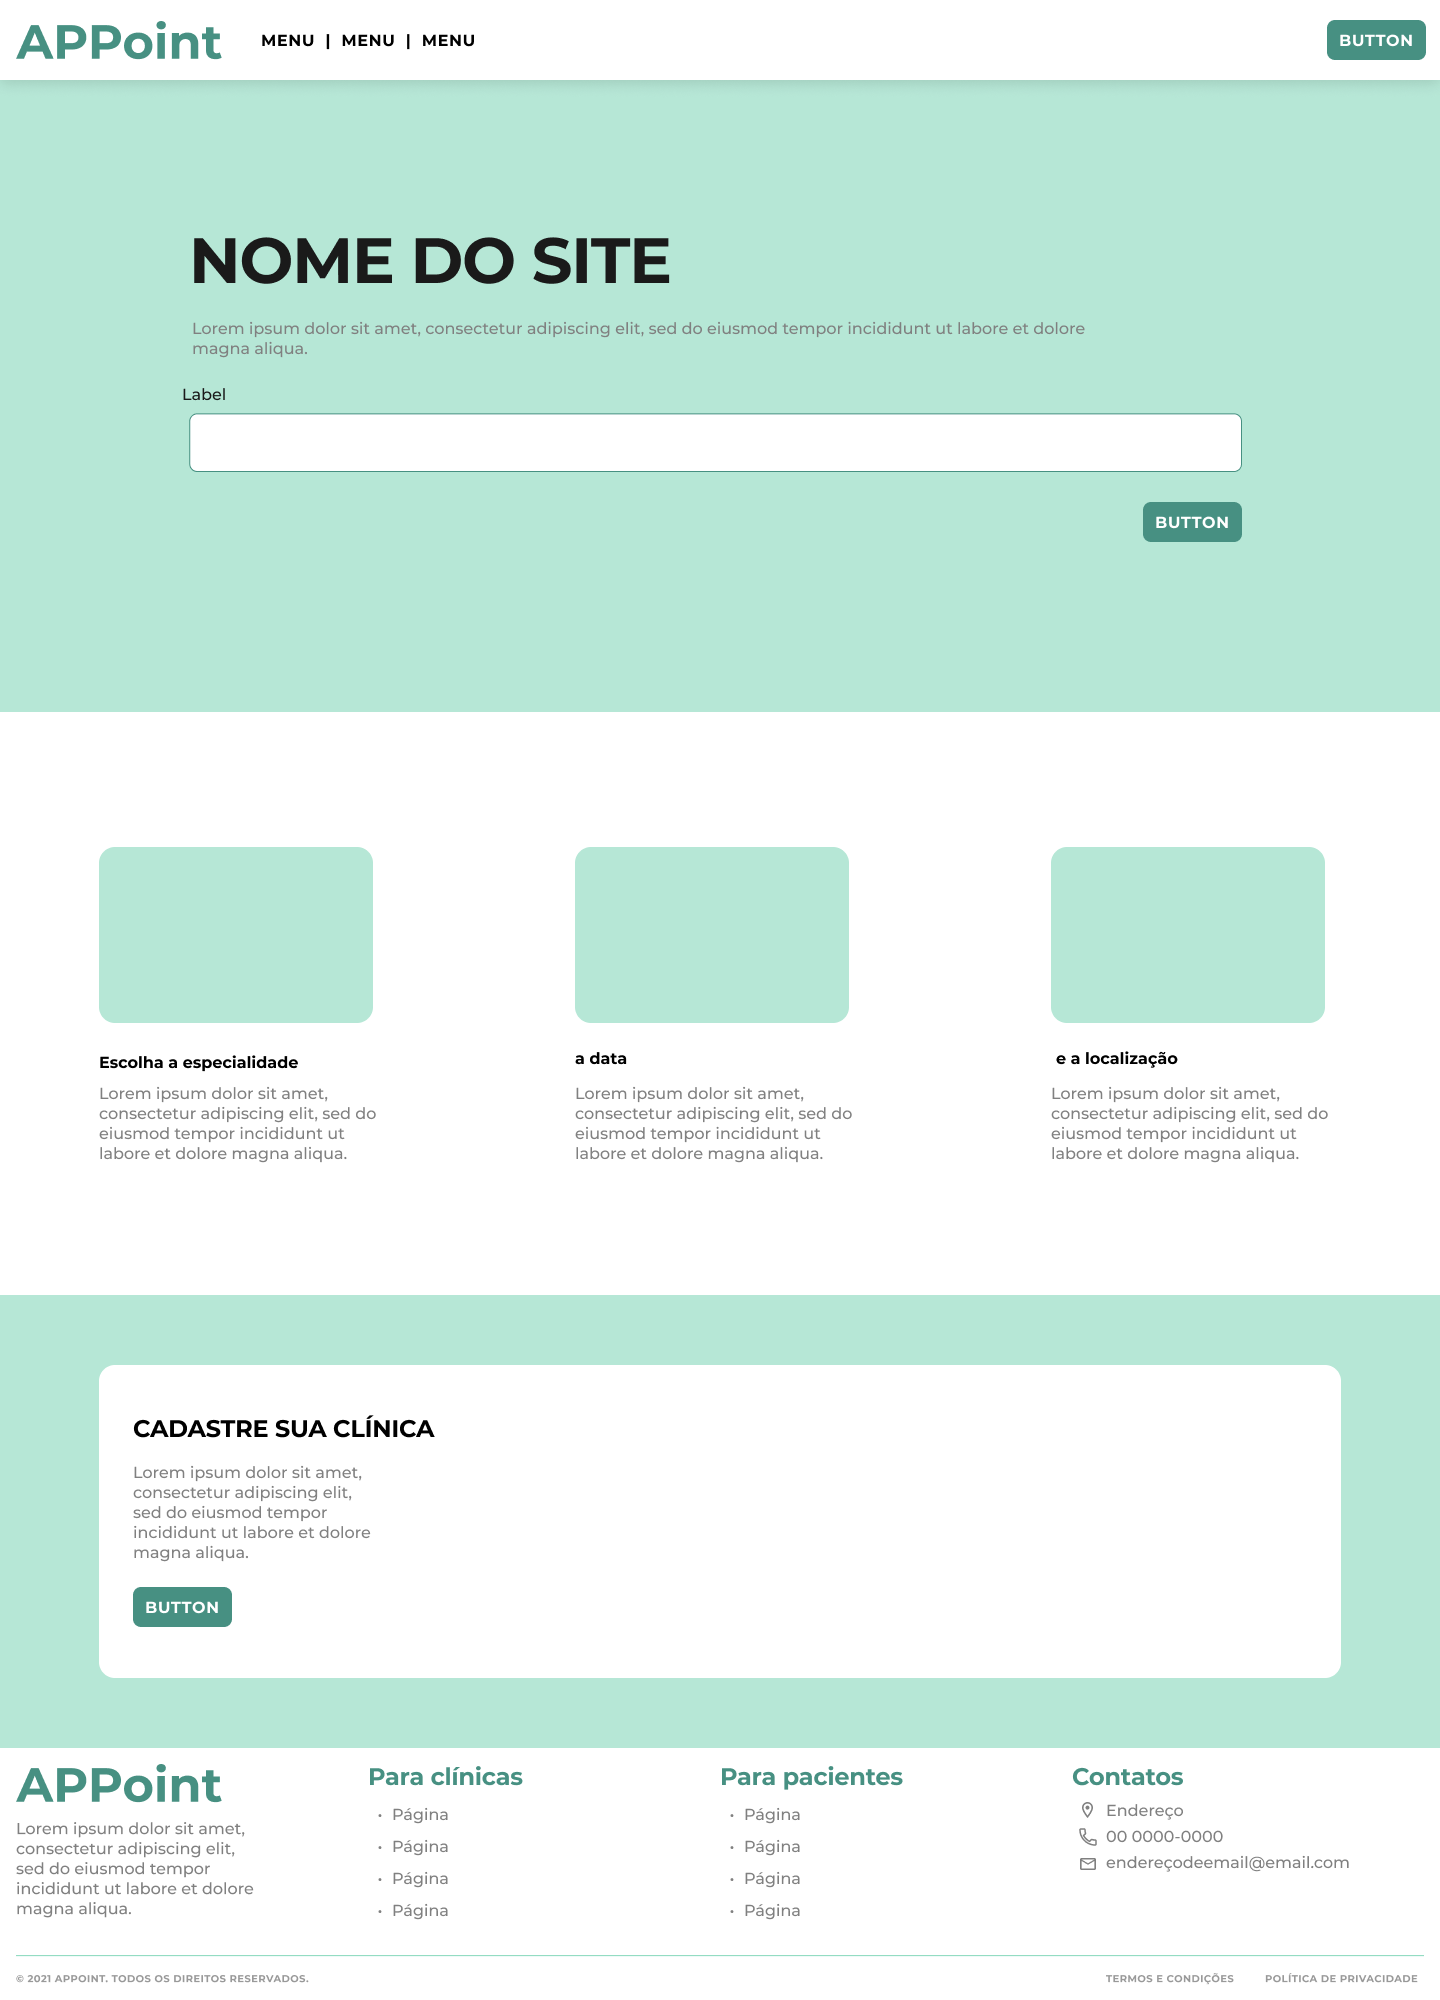 APPoint
MENU | MENU | MENU
BUTTON
NOME DO SITE
Lorem ipsum dolor sit amet, consectetur adipiscing elit, sed do eiusmod tempor incididunt ut labore et dolore
magna aliqua.
Label
BUTTON
Escolha a especialidade
Lorem ipsum dolor sit amet,
consectetur adipiscing elit, sed do
eiusmod tempor incididunt ut
labore et dolore magna aliqua.
a data
Lorem ipsum dolor sit amet,
consectetur adipiscing elit, sed do
eiusmod tempor incididunt ut
labore et dolore magna aliqua.
e a localização
Lorem ipsum dolor sit amet,
consectetur adipiscing elit, sed do
eiusmod tempor incididunt ut
labore et dolore magna aliqua.
CADASTRE SUA CLÍNICA
Lorem ipsum dolor sit amet,
consectetur adipiscing elit,
sed do eiusmod tempor
incididunt ut labore et dolore
magna aliqua.
BUTTON
APPoint
Lorem ipsum dolor sit amet,
consectetur adipiscing elit,
sed do eiusmod tempor
incididunt ut labore et dolore
magna aliqua.
Para clínicas
• Página
• Página
• Página
• Página
Para pacientes
• Página
• Página
• Página
• Página
Contatos
Endereço
00 0000-0000
endereçodeemail@email.com
© 2021 APPOINT. TODOS OS DIREITOS RESERVADOS.
TERMOS E CONDIÇÕES
POLÍTICA DE PRIVACIDADE